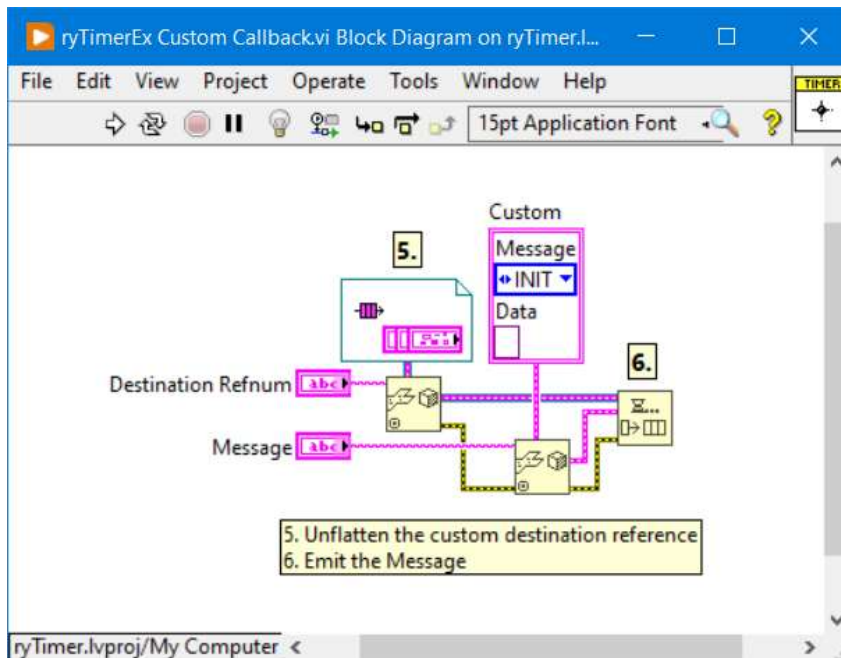 ryTimerEx Custom Callback.vi Block Diagram on ryTimer.l...
File Edit View Project Operate Tools Window Help
TIMER
15pt Application Font
Custom
5.
Message
INIT
Data
6.
Destination Refnum
abc
Message
abc
5. Unflatten the custom destination reference
6. Emit the Message
ryTimer.lvproj/My Computer